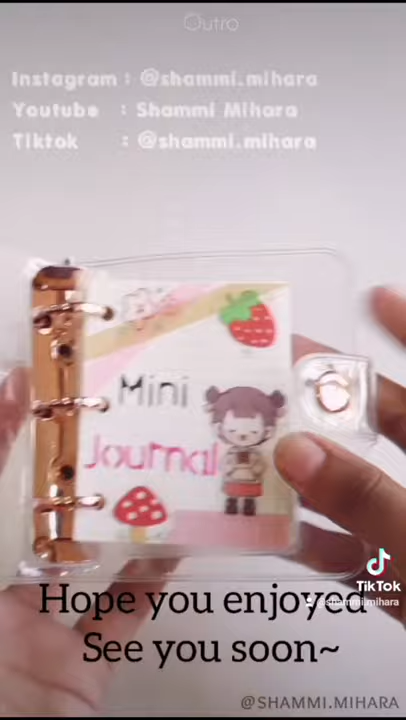 Outro
Instagram : @shammi.mihara
Youtube : Shammi Mihara
Tiktok : @shammi.mihara
Mini
Journal
TikTok
@shammi.mihara
Hope you enjoyed
See you soon~
@SHAMMI.MIHARA